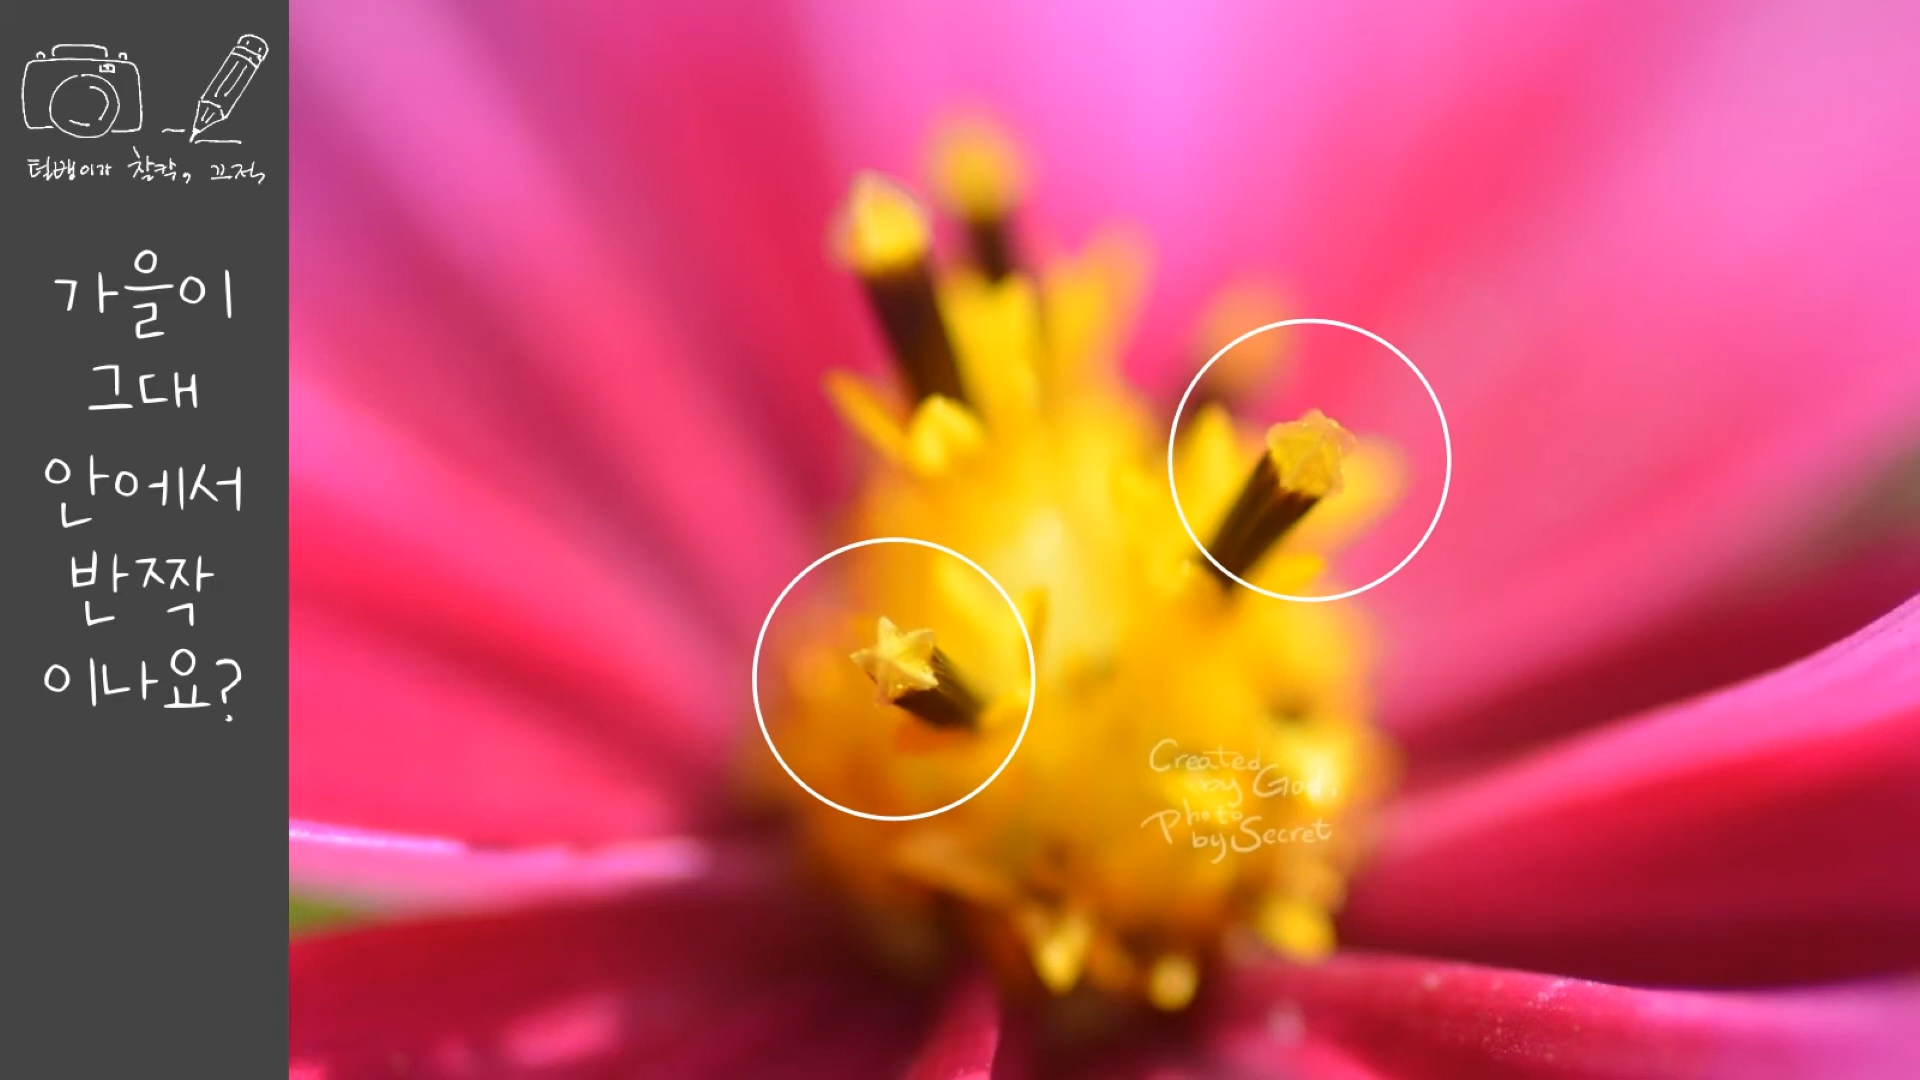 털뱅이가 찰칵, 끄적,
가을이
그대
안에서
반짝
이나요?
Created
by God.
Photo
by Secret